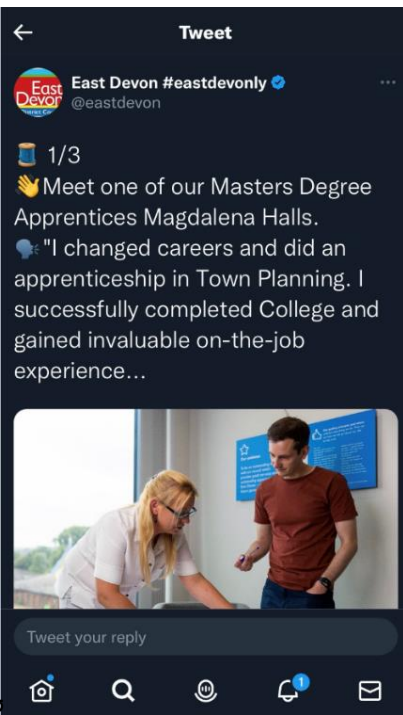 Tweet
East
Devon
East Devon #eastdevonly
@eastdevon
1/3
Meet one of our Masters Degree
Apprentices Magdalena Halls.
"I changed careers and did an
apprenticeship in Town Planning. I
successfully completed College and
gained invaluable on-the-job
experience...
Tweet your reply
1